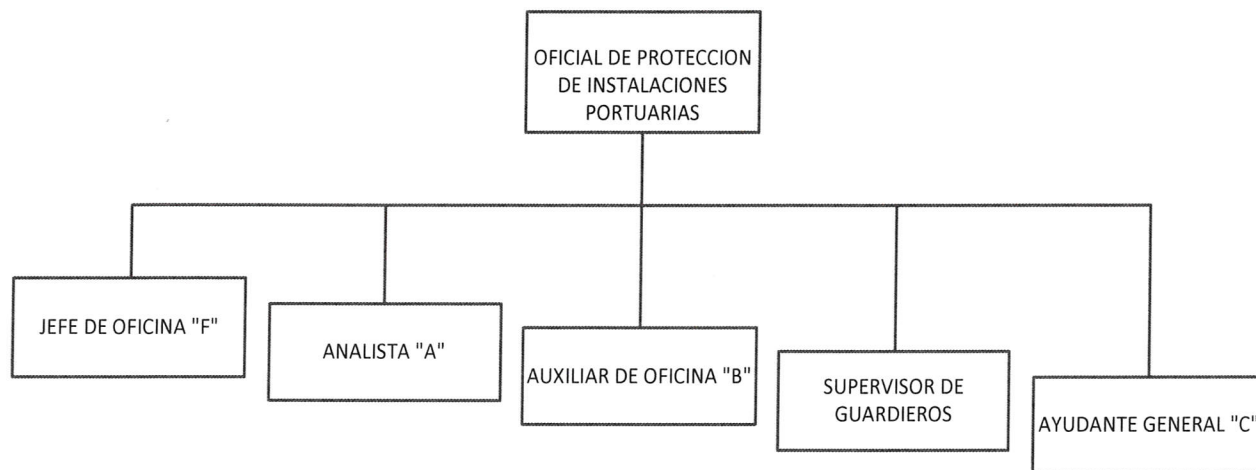 OFICIAL DE PROTECCION
DE INSTALACIONES
PORTUARIAS
JEFE DE OFICINA "F"
ANALISTA "A"
AUXILIAR DE OFICINA "B"
SUPERVISOR DE
GUARDIEROS
AYUDANTE GENERAL "C"